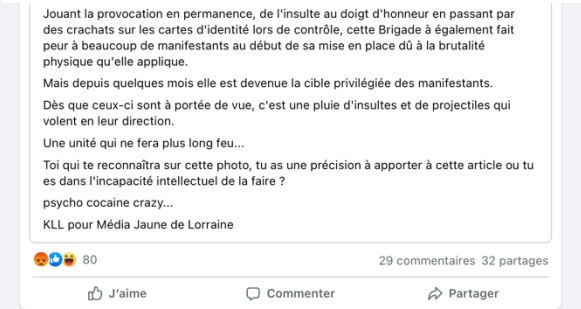 Jouant la provocation en permanence, de l'insulte au doigt d'honneur en passant par
des crachats sur les cartes d'identité lors de contrôle, cette Brigade à également fait
peur à beaucoup de manifestants au début de sa mise en place dû à la brutalité
physique qu'elle applique.
Mais depuis quelques mois elle est devenue la cible privilégiée des manifestants.
Dès que ceux-ci sont à portée de vue, c'est une pluie d'insultes et de projectiles qui
volent en leur direction.
Une unité qui ne fera plus long feu...
Toi qui te reconnaîtra sur cette photo, tu as une précision à apporter à cette article ou tu
es dans l'incapacité intellectuel de la faire ?
psycho cocaine crazy...
KLL pour Média Jaune de Lorraine
80
29 commentaires 32 partages
J'aime
Commenter
Partager